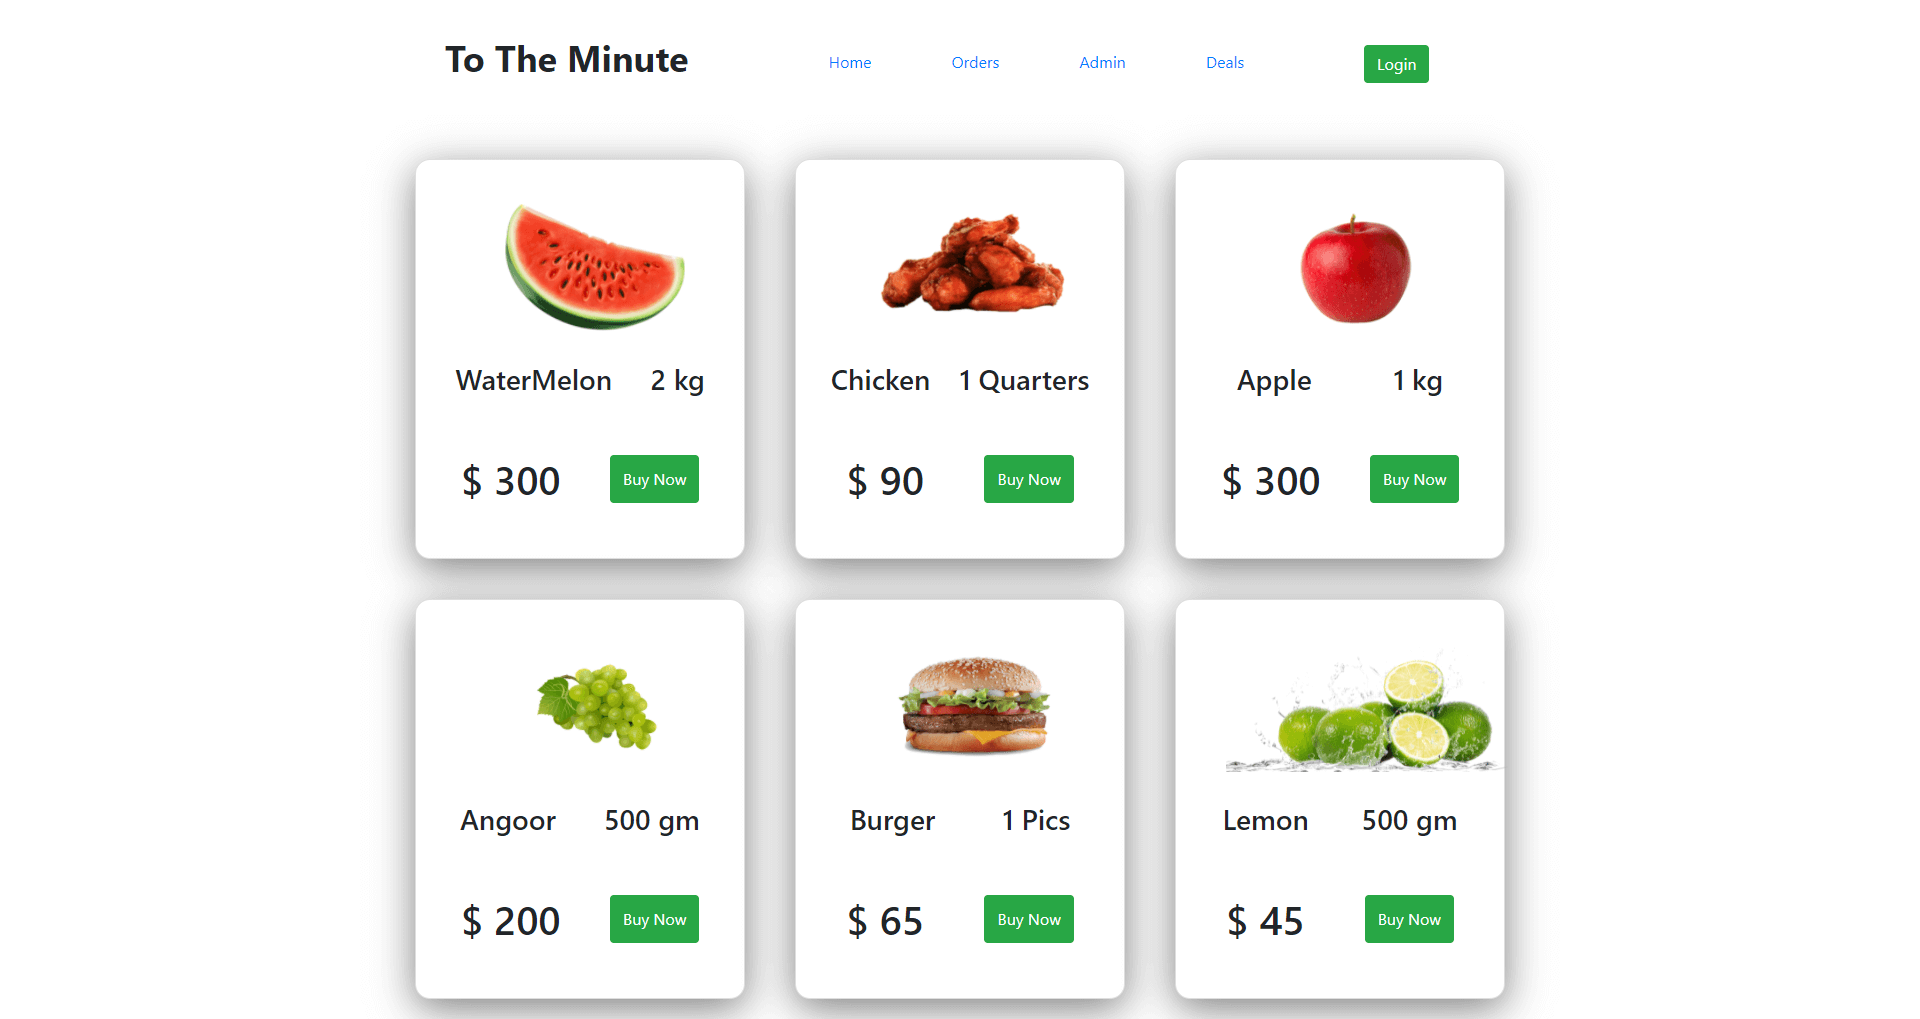 To The Minute
Home Orders Admin Deals Login
WaterMelon 2 kg
$ 300 Buy Now
Chicken 1 Quarters
$ 90 Buy Now
Apple 1 kg
$ 300 Buy Now
Angoor 500 gm
$ 200 Buy Now
Burger 1 Pics
$ 65 Buy Now
Lemon 500 gm
$ 45 Buy Now